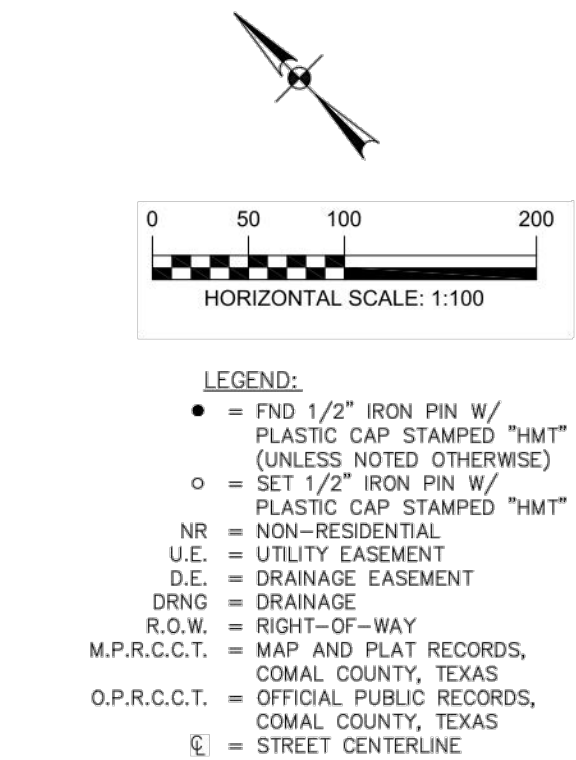 0 50 100 200
HORIZONTAL SCALE: 1:100
LEGEND:
● = FND 1/2" IRON PIN W/
PLASTIC CAP STAMPED "HMT"
(UNLESS NOTED OTHERWISE)
○ = SET 1/2" IRON PIN W/
PLASTIC CAP STAMPED "HMT"
NR = NON-RESIDENTIAL
U.E. = UTILITY EASEMENT
D.E. = DRAINAGE EASEMENT
DRNG = DRAINAGE
R.O.W. = RIGHT-OF-WAY
M.P.R.C.C.T. = MAP AND PLAT RECORDS,
COMAL COUNTY, TEXAS
O.P.R.C.C.T. = OFFICIAL PUBLIC RECORDS,
COMAL COUNTY, TEXAS
℄ = STREET CENTERLINE